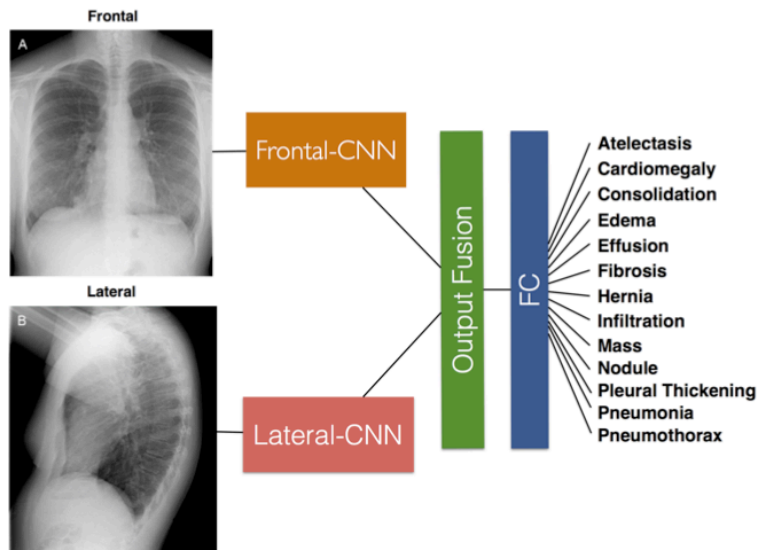 Frontal
A
Frontal-CNN
Lateral
B
Lateral-CNN
Output Fusion
FC
Atelectasis
Cardiomegaly
Consolidation
Edema
Effusion
Fibrosis
Hernia
Infiltration
Mass
Nodule
Pleural Thickening
Pneumonia
Pneumothorax